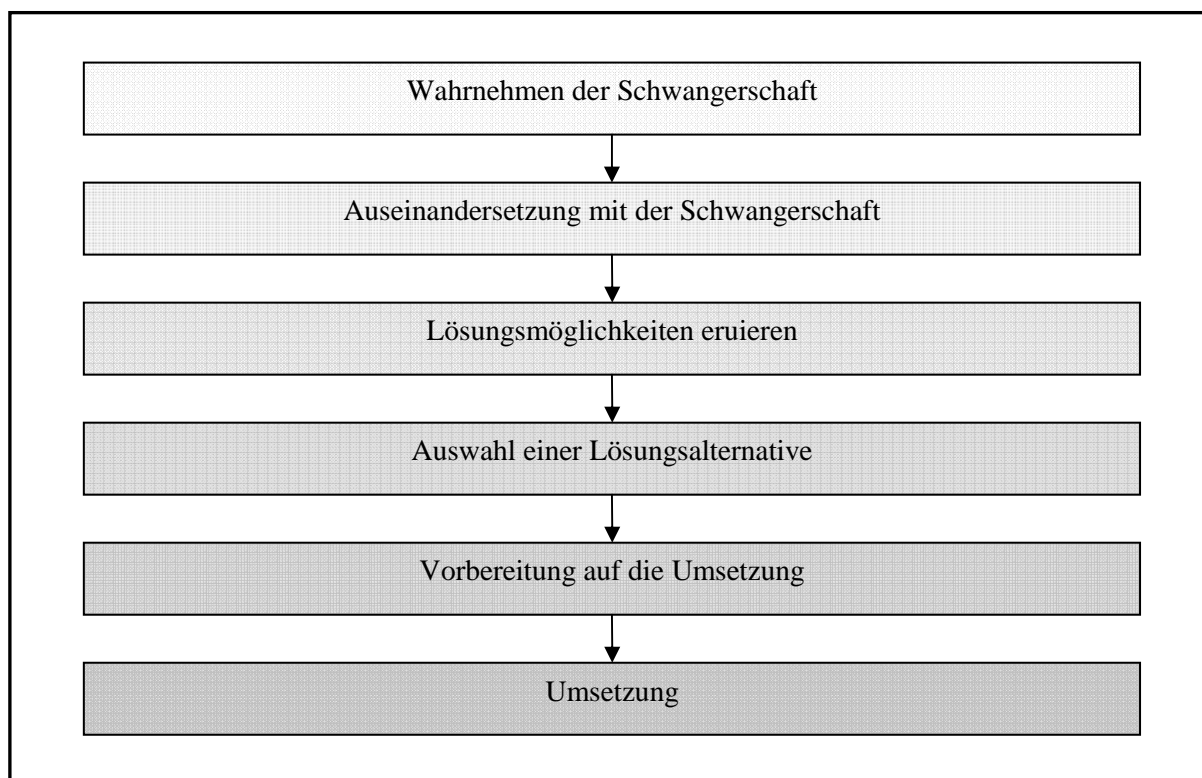 Wahrnehmen der Schwangerschaft
Auseinandersetzung mit der Schwangerschaft
Lösungsmöglichkeiten eruieren
Auswahl einer Lösungsalternative
Vorbereitung auf die Umsetzung
Umsetzung